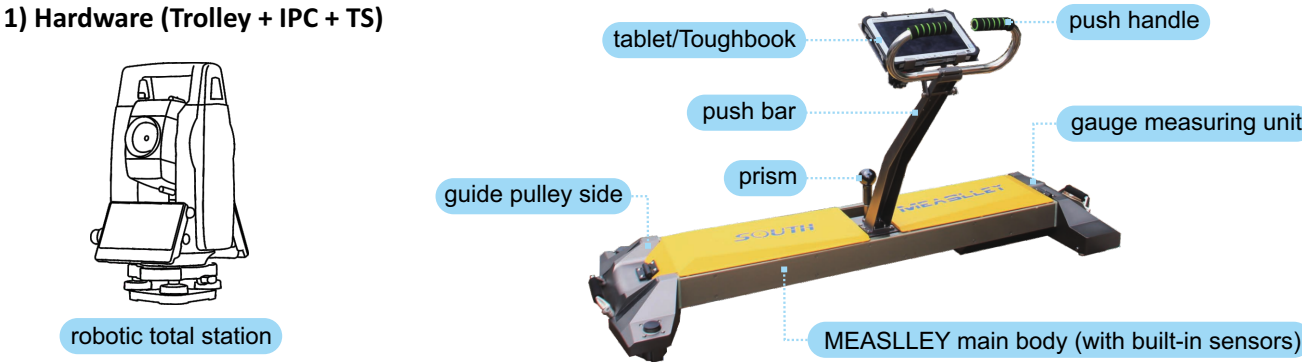 1) Hardware (Trolley + IPC + TS)
tablet/Toughbook
push handle
push bar
gauge measuring unit
prism
guide pulley side
SOUTH
MEASLLEY
robotic total station
MEASLLEY main body (with built-in sensors)